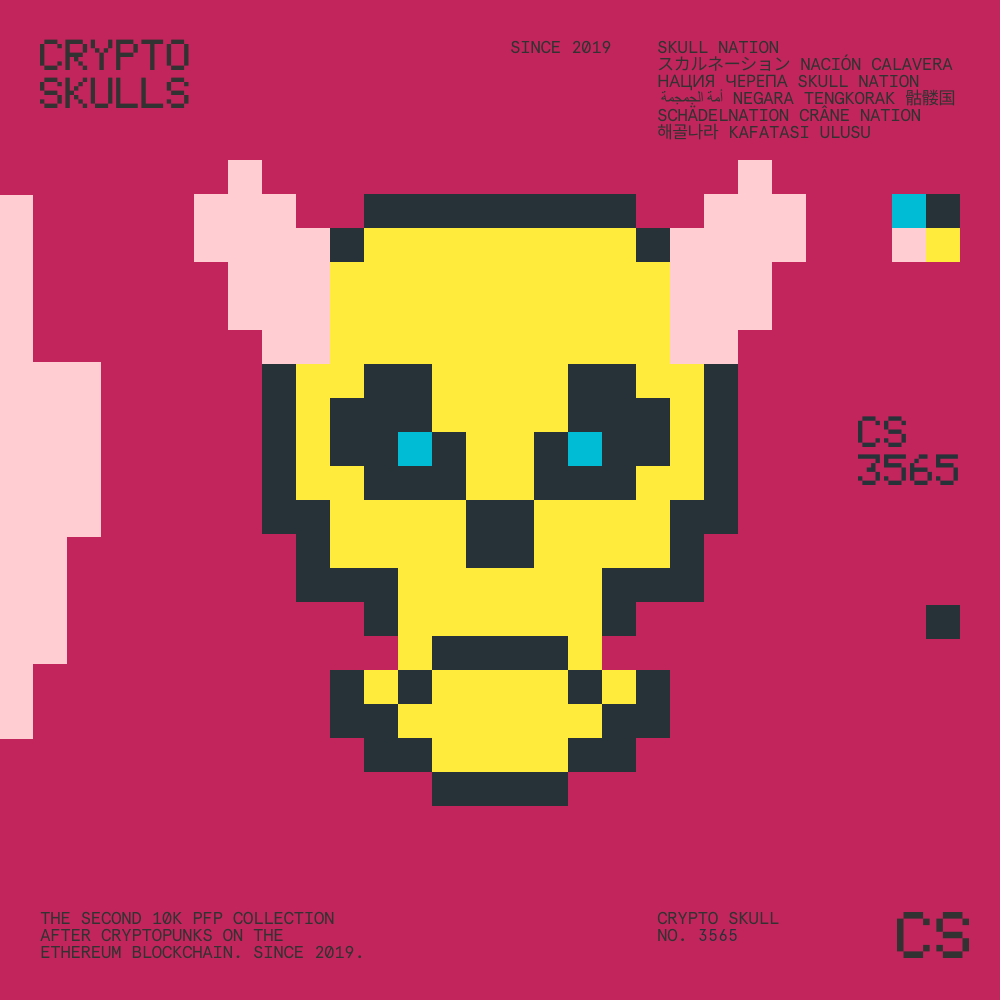 CRYPTO
SKULLS
SINCE 2019
SKULL NATION
スカルネーション NACIÓN CALAVERA
НАЦИЯ ЧЕРЕПА SKULL NATION
أمة الجمجمة NEGARA TENGKORAK 骷髅国
SCHÄDELNATION CRÂNE NATION
해골나라 KAFATASI ULUSU
CS
3565
THE SECOND 10K PFP COLLECTION
AFTER CRYPTOPUNKS ON THE
ETHEREUM BLOCKCHAIN. SINCE 2019.
CRYPTO SKULL
NO. 3565
CS